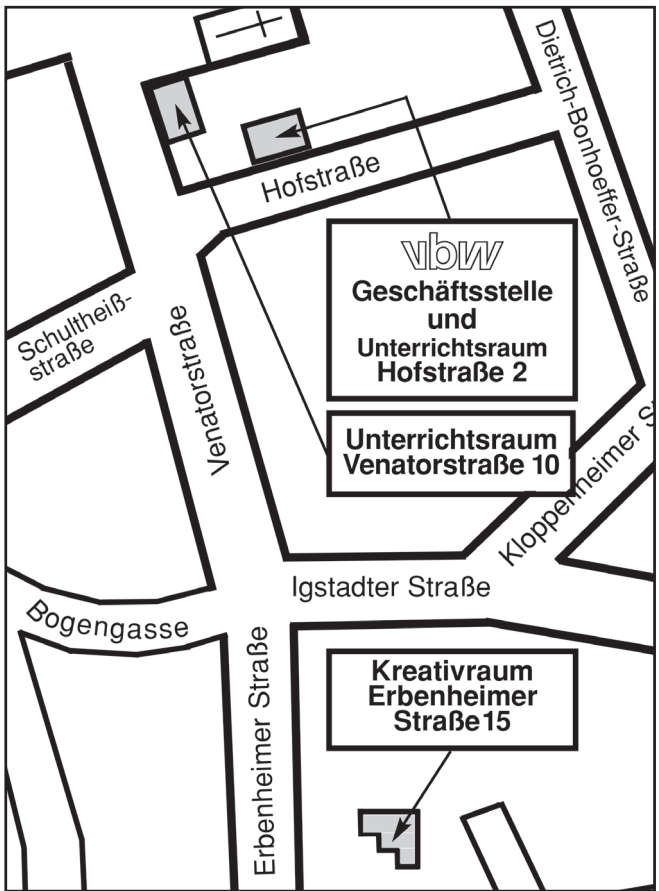 Dietrich-Bonhoeffer-Straße
Hofstraße
vbw
Geschäftsstelle
und
Unterrichtsraum
Hofstraße 2
Schultheiß-
straße
Venatorstraße
Unterrichtsraum
Venatorstraße 10
Kloppenheimer S
Igstadter Straße
Bogengasse
Erbenheimer Straße
Kreativraum
Erbenheimer
Straße15